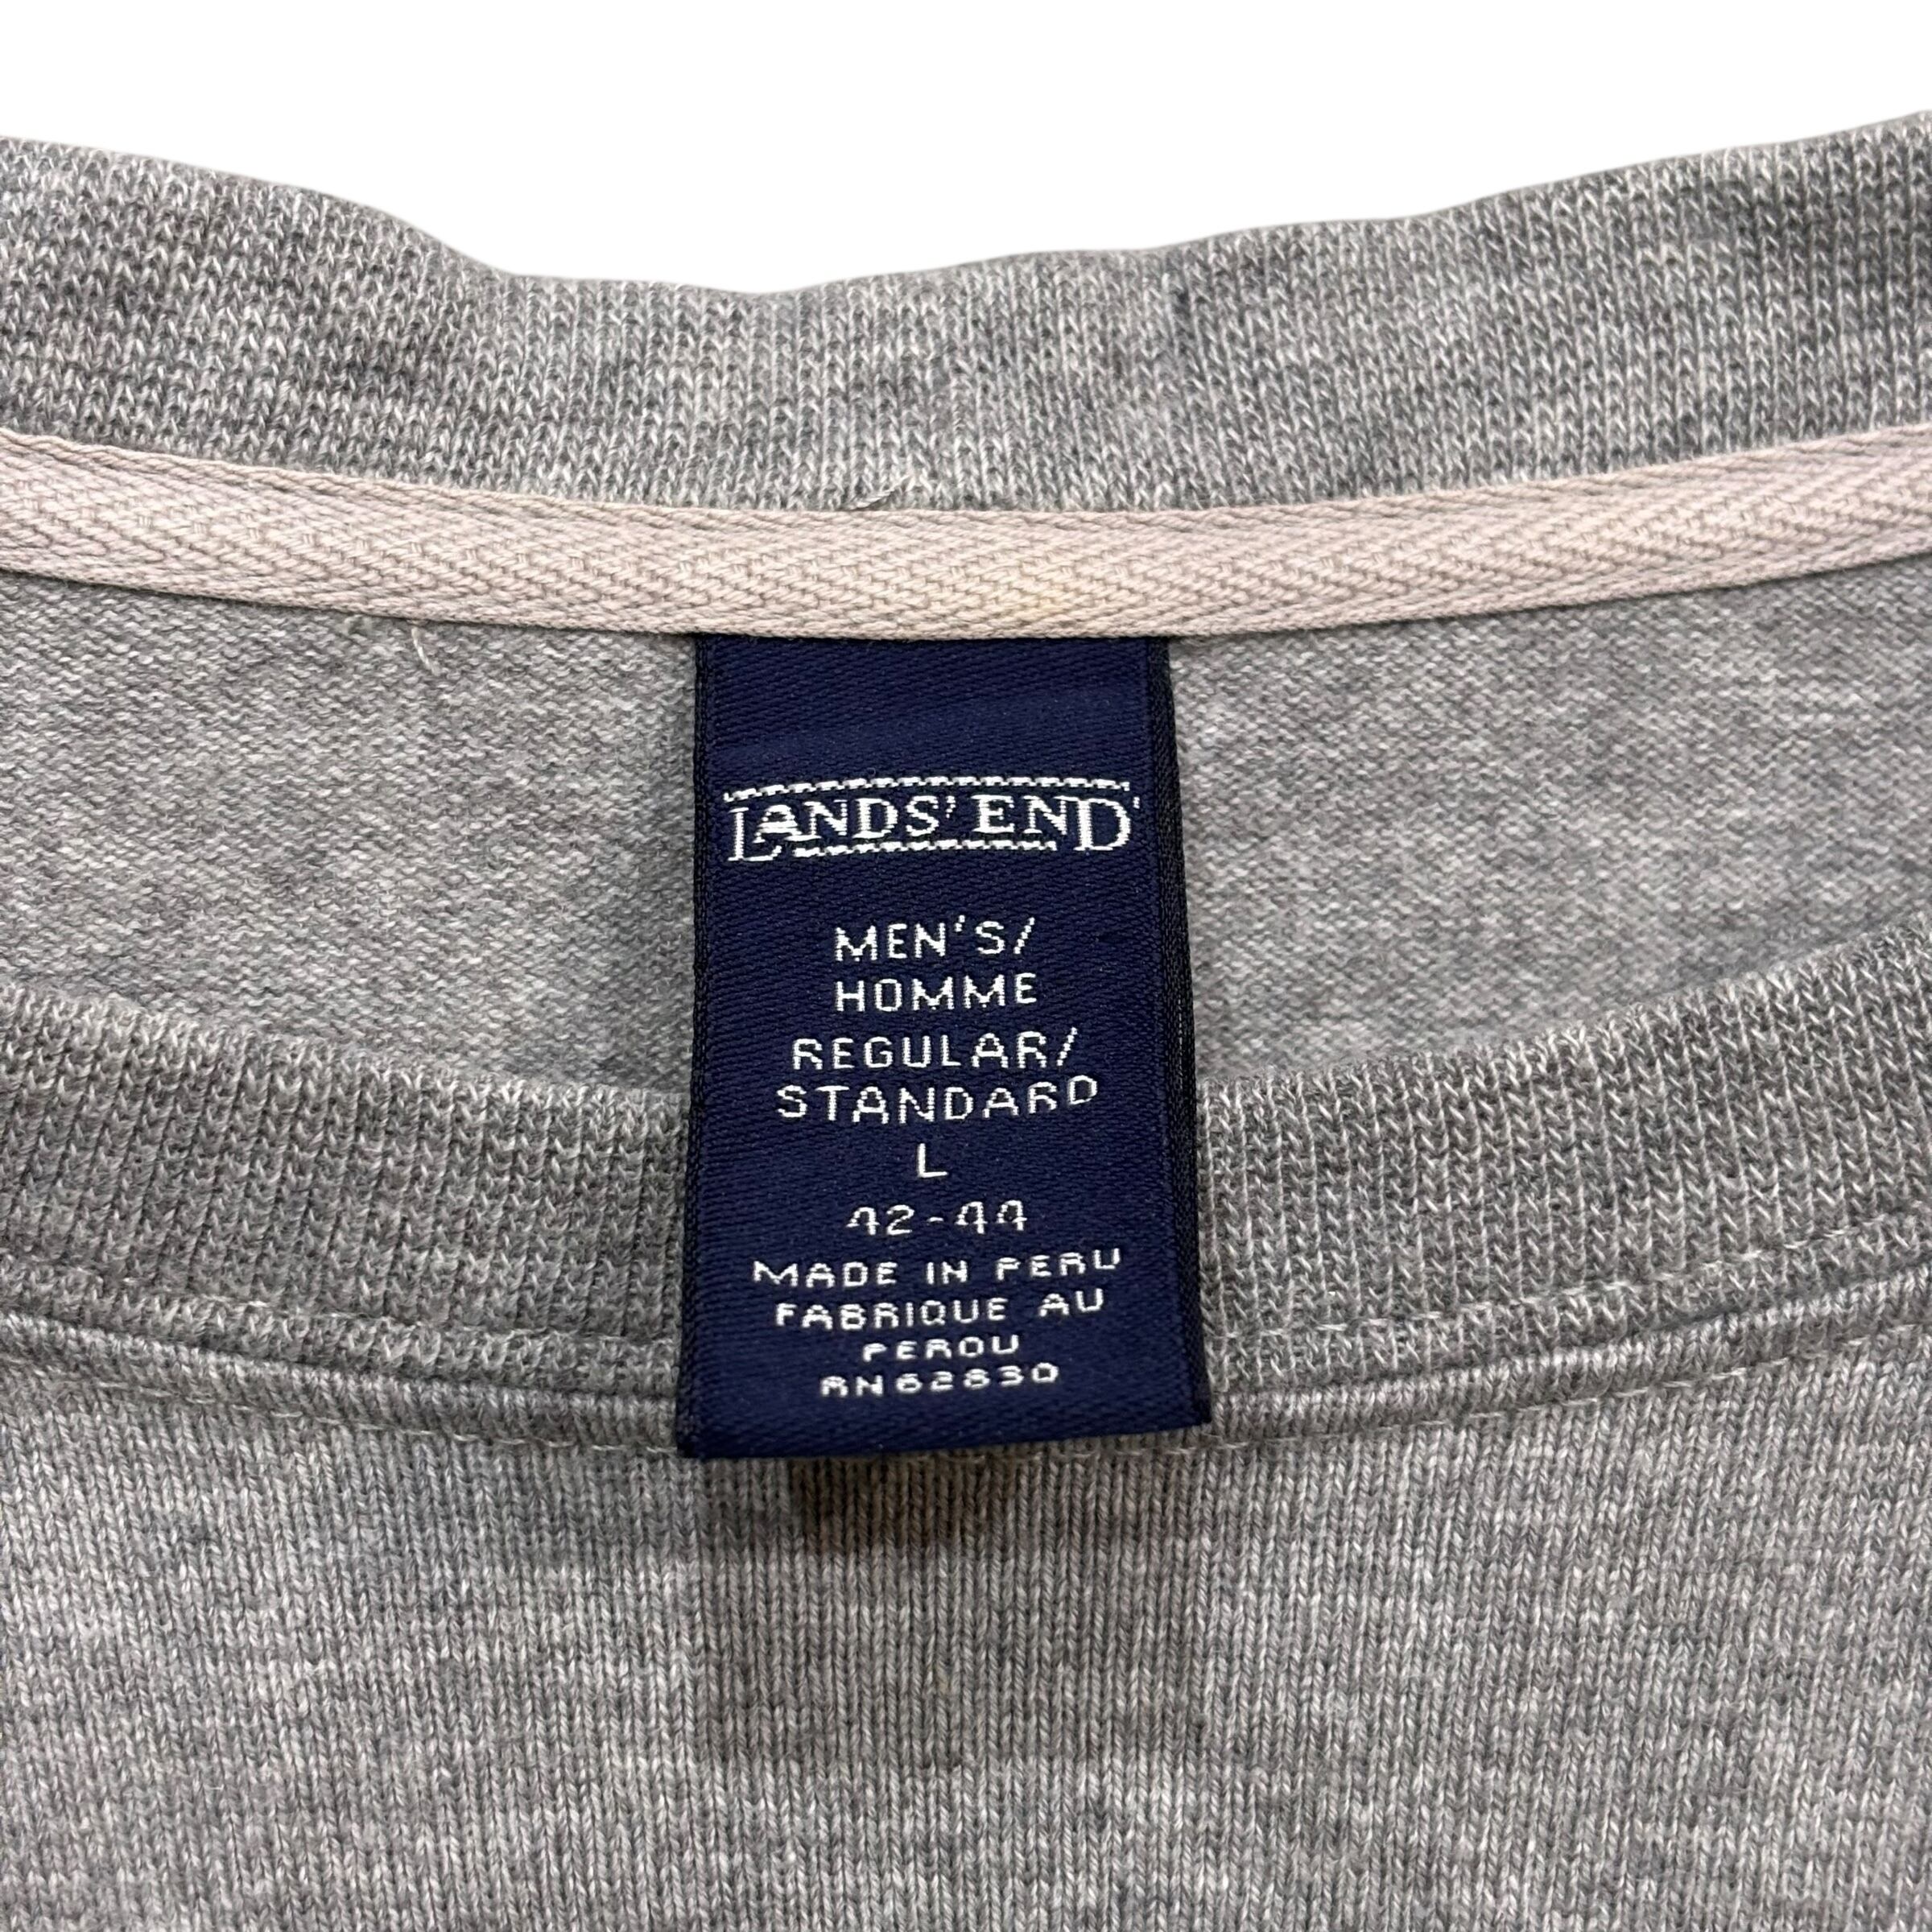 LANDS' END
MEN'S/
HOMME
REGULAR/
STANDARD
L
42-44
MADE IN PERU
FABRIQUE AU
PEROU
RN62830